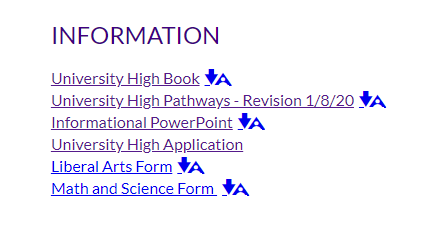 INFORMATION
University High Book
University High Pathways - Revision 1/8/20
Informational PowerPoint
University High Application
Liberal Arts Form
Math and Science Form